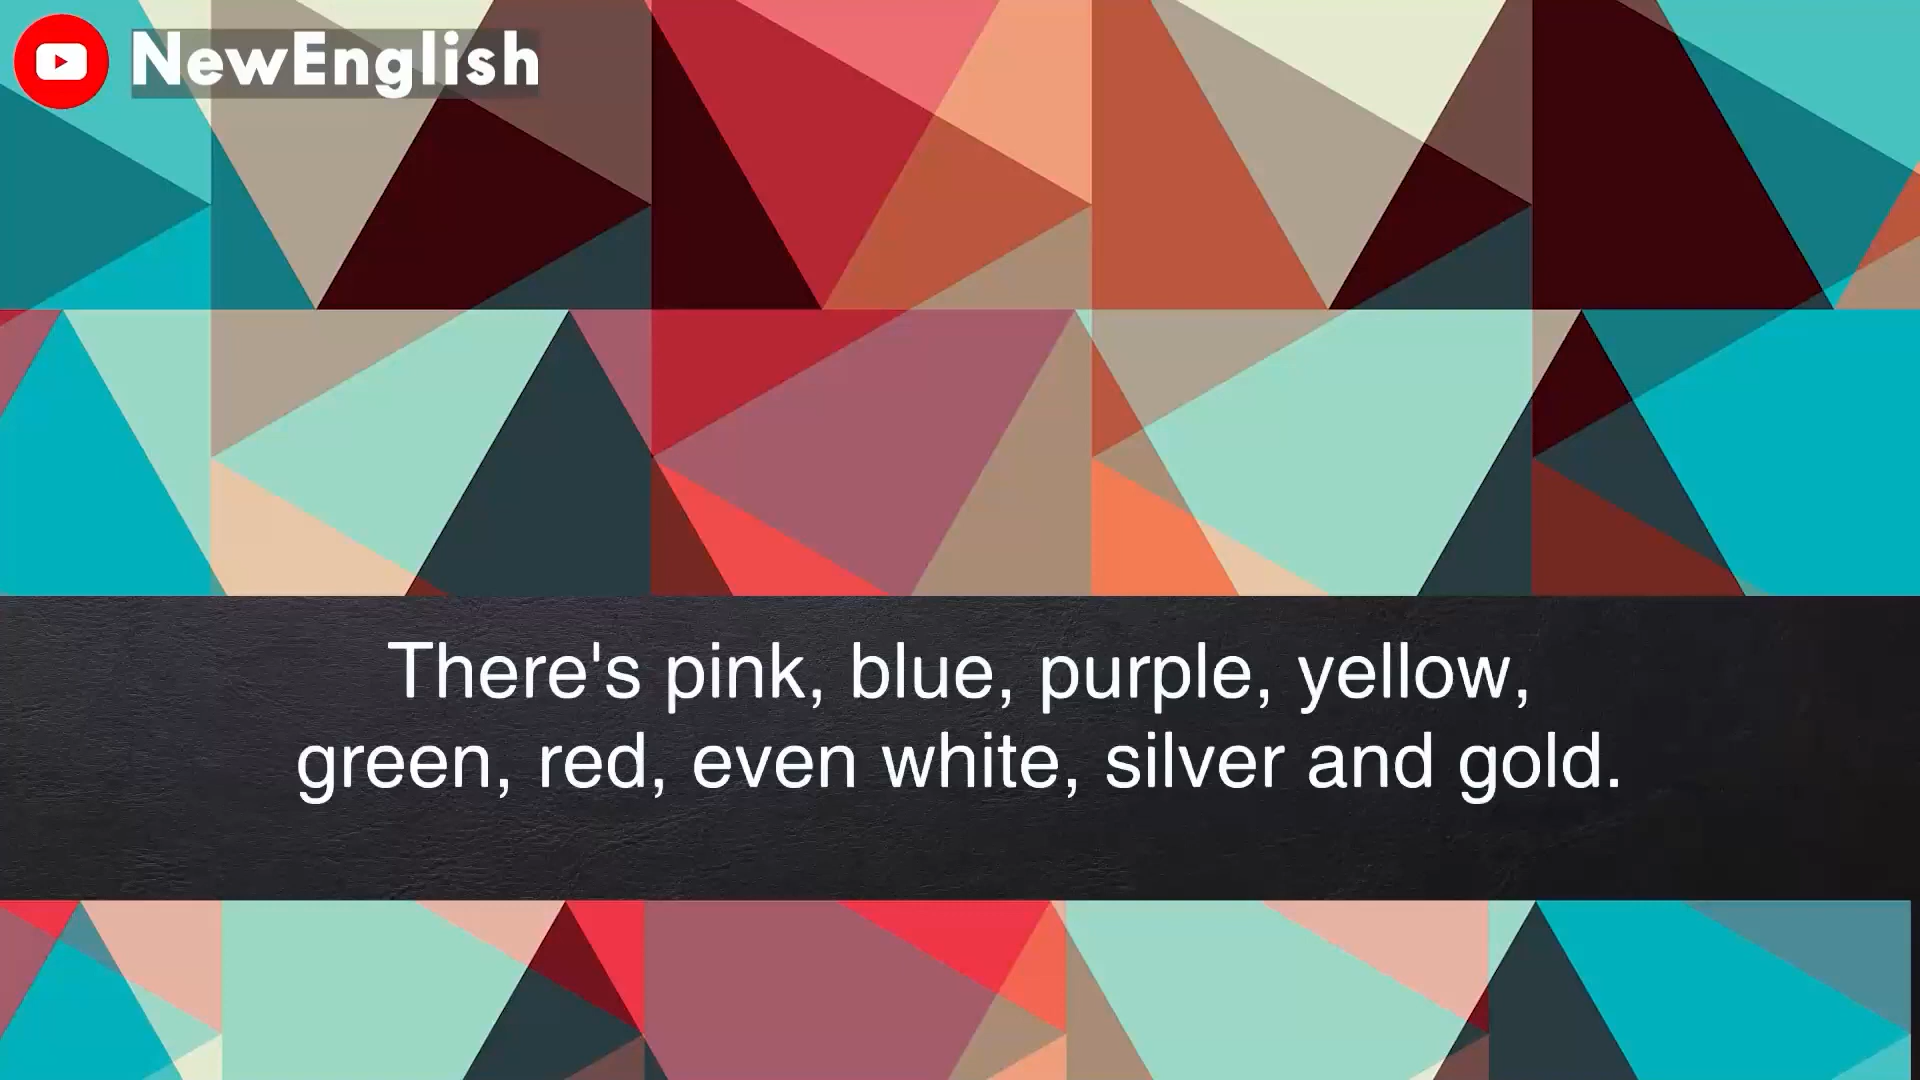 NewEnglish
There's pink, blue, purple, yellow,
green, red, even white, silver and gold.